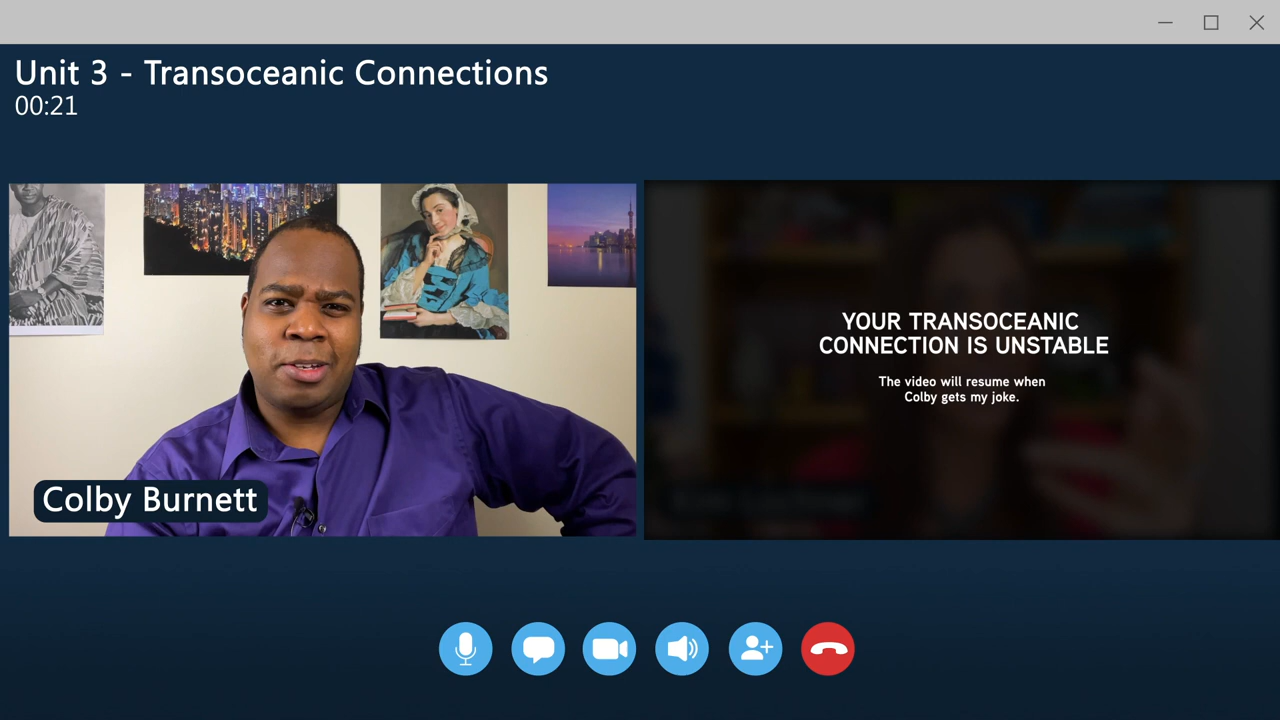 Unit 3 - Transoceanic Connections
00:21
Colby Burnett
YOUR TRANSOCEANIC
CONNECTION IS UNSTABLE
The video will resume when
Colby gets my joke.